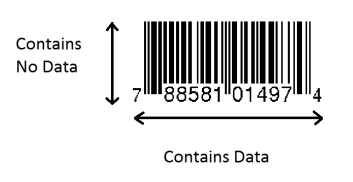 Contains
No Data
7 88581 01497 4
Contains Data